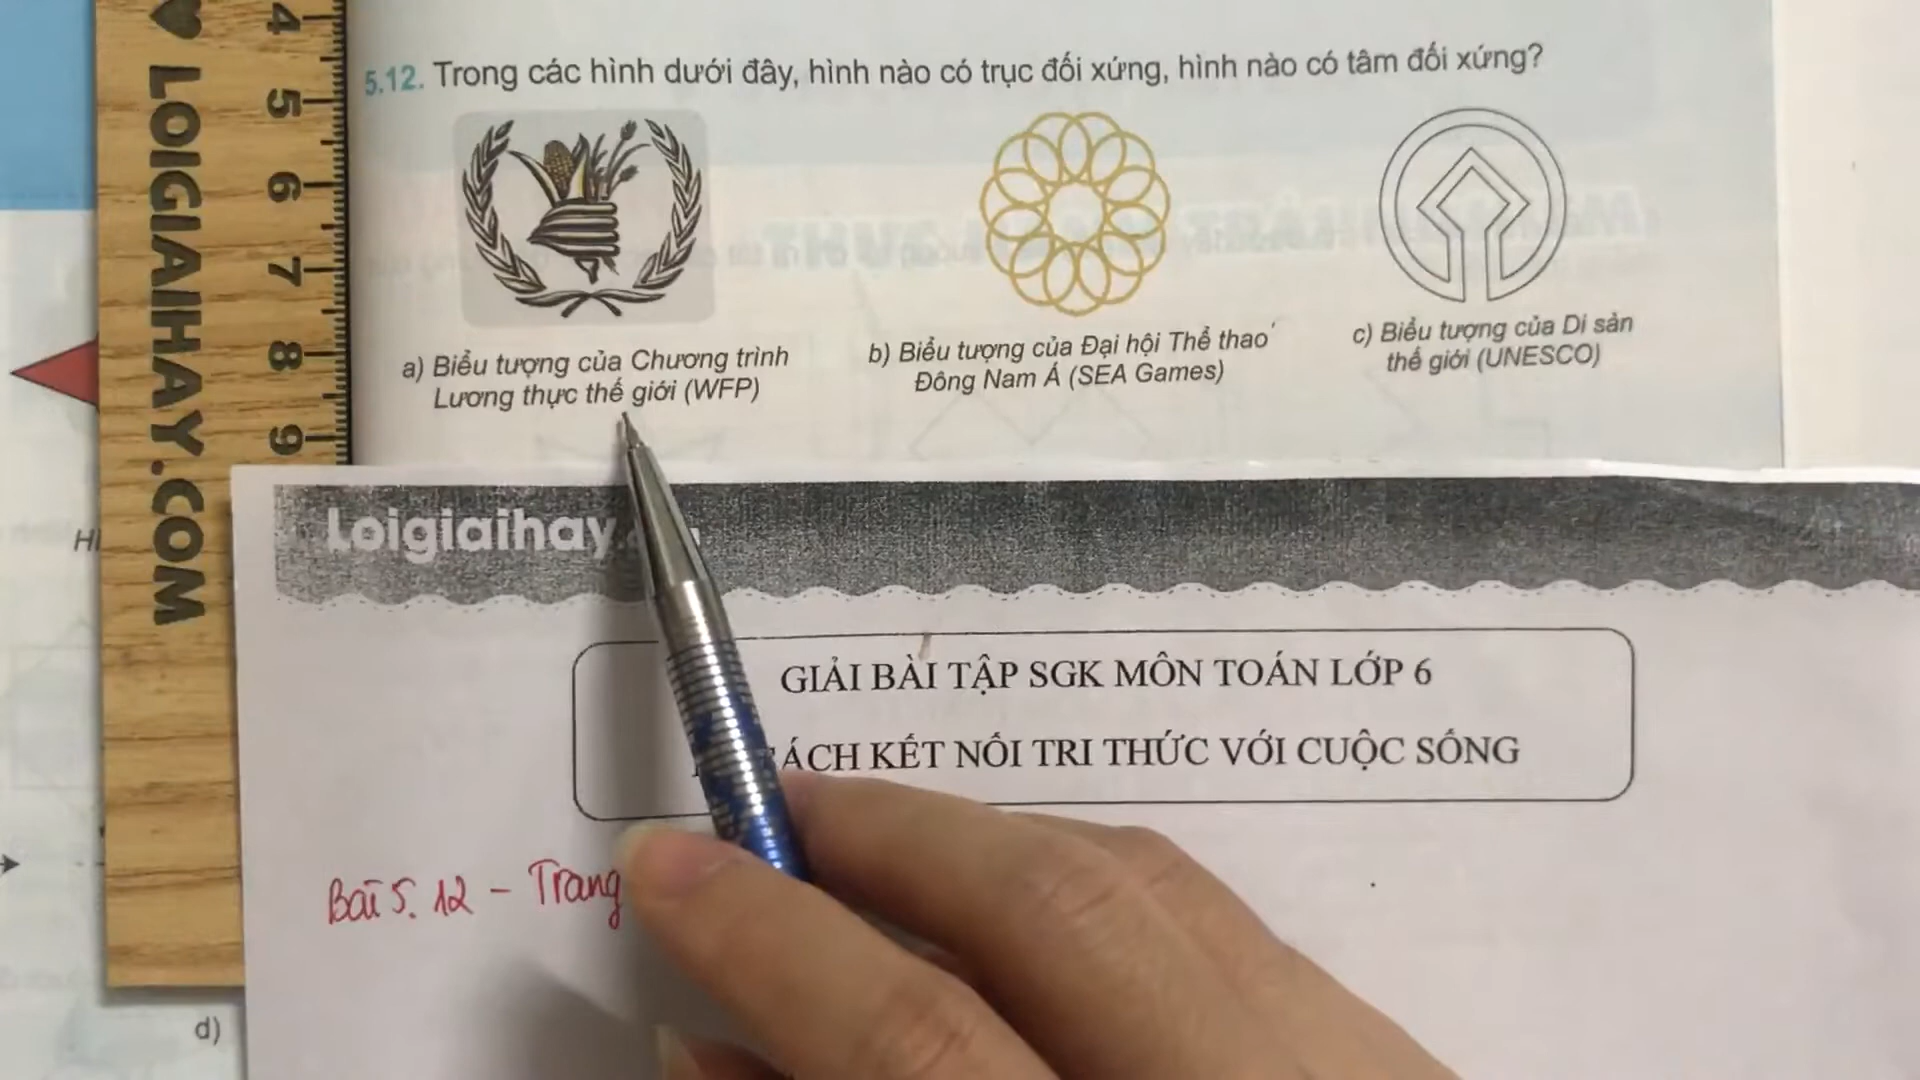 LOIGIAIHAY.COM
4
5
6
7
8
9
5.12. Trong các hình dưới đây, hình nào có trục đối xứng, hình nào có tâm đối xứng?
a) Biểu tượng của Chương trình
Lương thực thế giới (WFP)
b) Biểu tượng của Đại hội Thể thao
Đông Nam Á (SEA Games)
c) Biểu tượng của Di sản
thế giới (UNESCO)
Loigiaihay
GIẢI BÀI TẬP SGK MÔN TOÁN LỚP 6
KẾT NỐI TRI THỨC VỚI CUỘC SỐNG
Bài 5.12 - Trang
d)